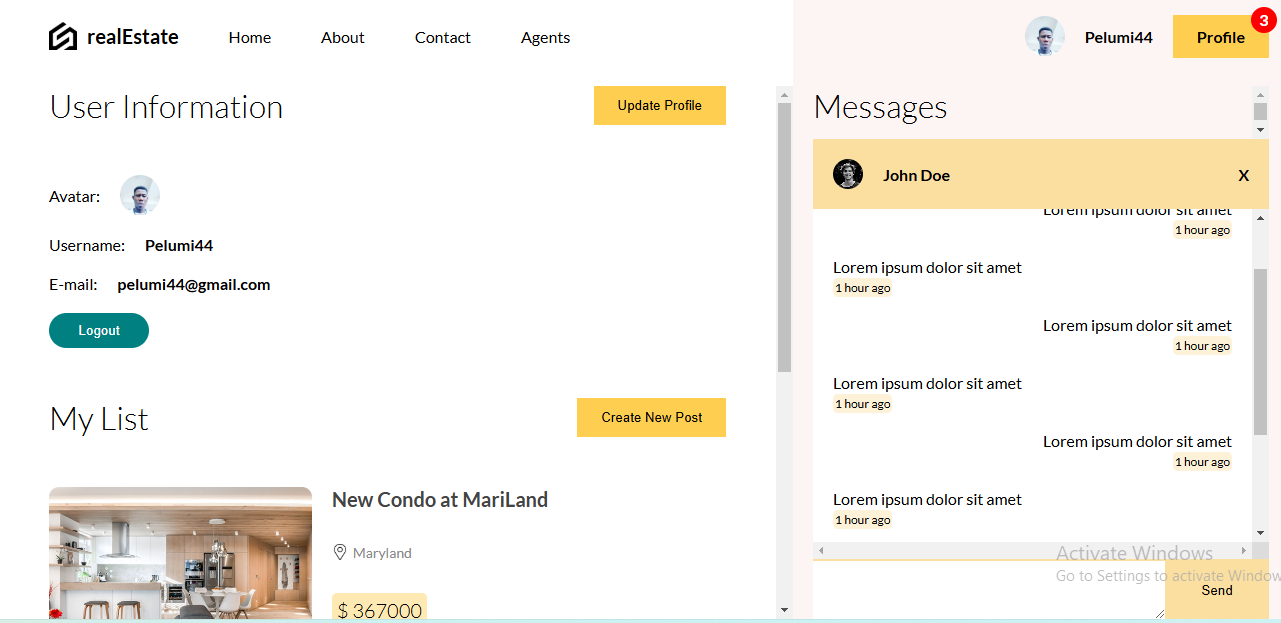 realEstate Home About Contact Agents Pelumi44 Profile 3
User Information Update Profile
Avatar:
Username: Pelumi44
E-mail: pelumi44@gmail.com
Logout
My List Create New Post
New Condo at MariLand
Maryland
$ 367000
Messages
John Doe X
Lorem ipsum dolor sit amet
1 hour ago
Lorem ipsum dolor sit amet
1 hour ago
Lorem ipsum dolor sit amet
1 hour ago
Lorem ipsum dolor sit amet
1 hour ago
Lorem ipsum dolor sit amet
1 hour ago
Lorem ipsum dolor sit amet
1 hour ago
Activate Windows
Go to Settings to activate Window
Send